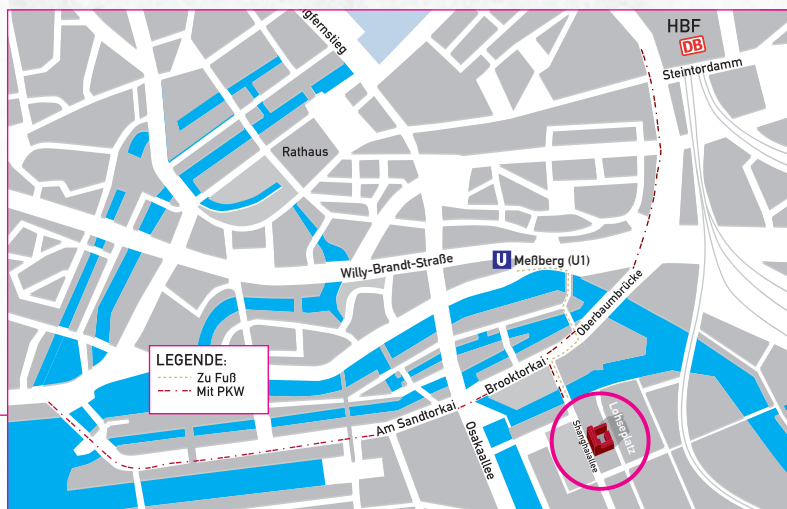 HBF
DB
Steintordamm
ngfernstieg
Rathaus
Willy-Brandt-Straße
U Meßberg (U1)
Oberbaumbrücke
LEGENDE:
Zu Fuß
Mit PKW
Brooktorkai
Am Sandtorkai
Osakaallee
Shanghaiallee
Lohseplatz